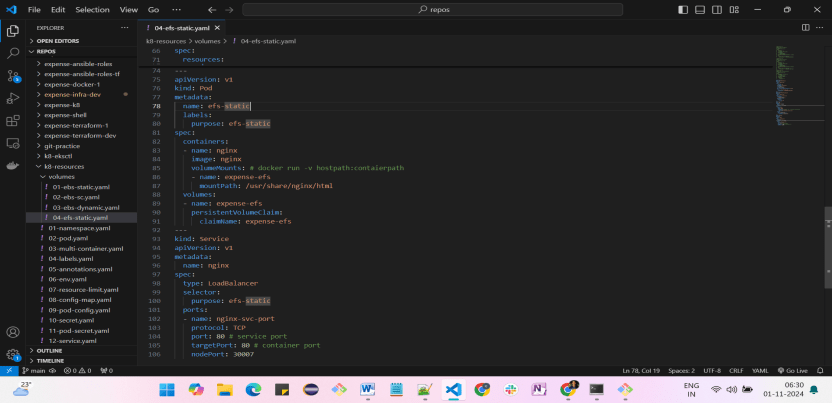 File Edit Selection View Go ... repos
EXPLORER ...
OPEN EDITORS
REPOS
expense-ansible-roles
expense-ansible-roles-tf
expense-docker-1
expense-infra-dev
expense-k8
expense-shell
expense-terraform-1
expense-terraform-dev
git-practice
k8-eksctl
k8-resources
volumes
! 01-ebs-static.yaml
! 02-ebs-sc.yaml
! 03-ebs-dynamic.yaml
! 04-efs-static.yaml
! 01-namespace.yaml
! 02-pod.yaml
! 03-multi-container.yaml
! 04-labels.yaml
! 05-annotations.yaml
! 06-env.yaml
! 07-resource-limit.yaml
! 08-config-map.yaml
! 09-pod-config.yaml
! 10-secret.yaml
! 11-pod-secret.yaml
! 12-service.yaml
OUTLINE
TIMELINE
! 04-efs-static.yaml ×
k8-resources > volumes > ! 04-efs-static.yaml
66 spec:
71 resources:
74 ---
75 apiVersion: v1
76 kind: Pod
77 metadata:
78 name: efs-static
79 labels:
80 purpose: efs-static
81 spec:
82 containers:
83 - name: nginx
84 image: nginx
85 volumeMounts: # docker run -v hostpath:contaierpath
86 - name: expense-efs
87 mountPath: /usr/share/nginx/html
88 volumes:
89 - name: expense-efs
90 persistentVolumeClaim:
91 claimName: expense-efs
92 ---
93 kind: Service
94 apiVersion: v1
95 metadata:
96 name: nginx
97 spec:
98 type: LoadBalancer
99 selector:
100 purpose: efs-static
101 ports:
102 - name: nginx-svc-port
103 protocol: TCP
104 port: 80 # service port
105 targetPort: 80 # container port
106 nodePort: 30007
main 0 0 0 Ln 78, Col 19 Spaces: 2 UTF-8 CRLF YAML Go Live
23° ENG 06:30
IN 01-11-2024